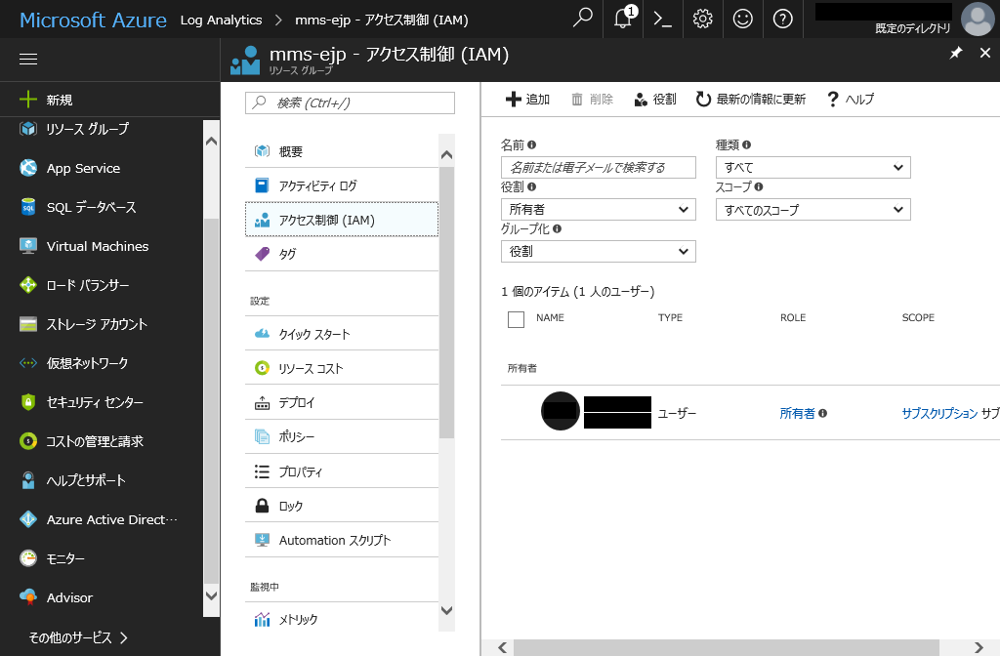 Microsoft Azure Log Analytics > mms-ejp - アクセス制御 (IAM)
1
既定のディレクトリ
mms-ejp - アクセス制御 (IAM)
リソース グループ
新規
リソース グループ
App Service
SQL データベース
Virtual Machines
ロード バランサー
ストレージ アカウント
仮想ネットワーク
セキュリティ センター
コストの管理と請求
ヘルプとサポート
Azure Active Direct…
モニター
Advisor
その他のサービス >
検索 (Ctrl+/)
概要
アクティビティ ログ
アクセス制御 (IAM)
タグ
設定
クイック スタート
リソース コスト
デプロイ
ポリシー
プロパティ
ロック
Automation スクリプト
監視中
メトリック
追加 削除 役割 最新の情報に更新 ? ヘルプ
名前 種類
名前または電子メールで検索する すべて
役割 スコープ
所有者 すべてのスコープ
グループ化
役割
1 個のアイテム (1 人のユーザー)
NAME TYPE ROLE SCOPE
所有者
ユーザー 所有者 サブスクリプション サブ